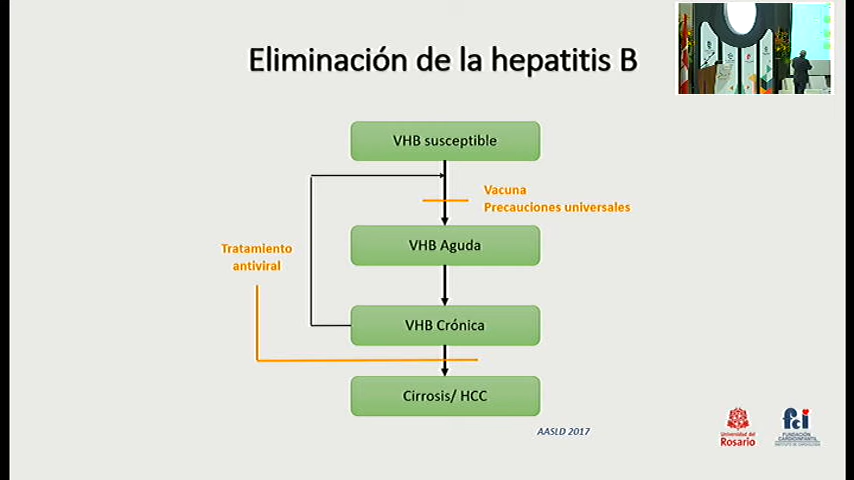 Eliminación de la hepatitis B
VHB susceptible
Vacuna
Precauciones universales
VHB Aguda
Tratamiento
antiviral
VHB Crónica
Cirrosis/ HCC
AASLD 2017
Universidad del
Rosario
fci
FUNDACIÓN
CARDIOINFANTIL